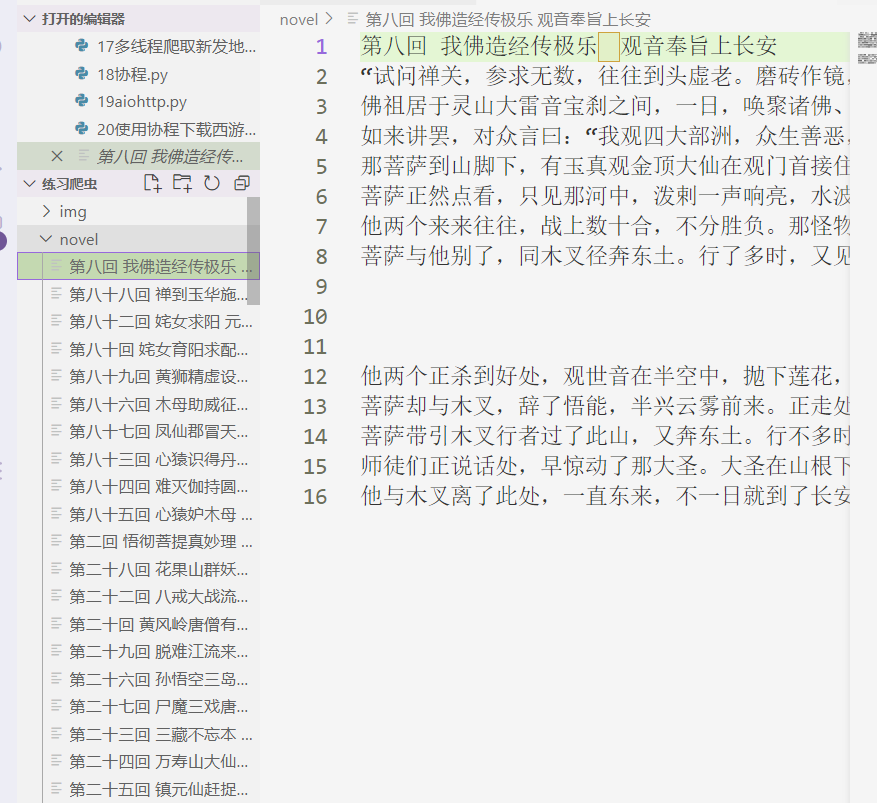 打开的编辑器
17多线程爬取新发地...
18协程.py
19aiohttp.py
20使用协程下载西游...
第八回 我佛造经传...
练习爬虫
img
novel
第八回 我佛造经传极乐 ...
第八十八回 禅到玉华施...
第八十二回 姹女求阳 元...
第八十回 姹女育阳求配...
第八十九回 黄狮精虚设...
第八十六回 木母助威征...
第八十七回 凤仙郡冒天...
第八十三回 心猿识得丹...
第八十四回 难灭伽持圆...
第八十五回 心猿妒木母 ...
第二回 悟彻菩提真妙理 ...
第二十八回 花果山群妖...
第二十二回 八戒大战流...
第二十回 黄风岭唐僧有...
第二十九回 脱难江流来...
第二十六回 孙悟空三岛...
第二十七回 尸魔三戏唐...
第二十三回 三藏不忘本 ...
第二十四回 万寿山大仙...
第二十五回 镇元仙赶捉...
novel > 第八回 我佛造经传极乐 观音奉旨上长安
1 第八回 我佛造经传极乐　观音奉旨上长安
2 “试问禅关，参求无数，往往到头虚老。磨砖作镜，
3 佛祖居于灵山大雷音宝刹之间，一日，唤聚诸佛、
4 如来讲罢，对众言曰：“我观四大部洲，众生善恶，
5 那菩萨到山脚下，有玉真观金顶大仙在观门首接住
6 菩萨正然点看，只见那河中，泼剌一声响亮，水波
7 他两个来来往往，战上数十合，不分胜负。那怪物
8 菩萨与他别了，同木叉径奔东土。行了多时，又见
9
10
11
12 他两个正杀到好处，观世音在半空中，抛下莲花，
13 菩萨却与木叉，辞了悟能，半兴云雾前来。正走处
14 菩萨带引木叉行者过了此山，又奔东土。行不多时
15 师徒们正说话处，早惊动了那大圣。大圣在山根下
16 他与木叉离了此处，一直东来，不一日就到了长安